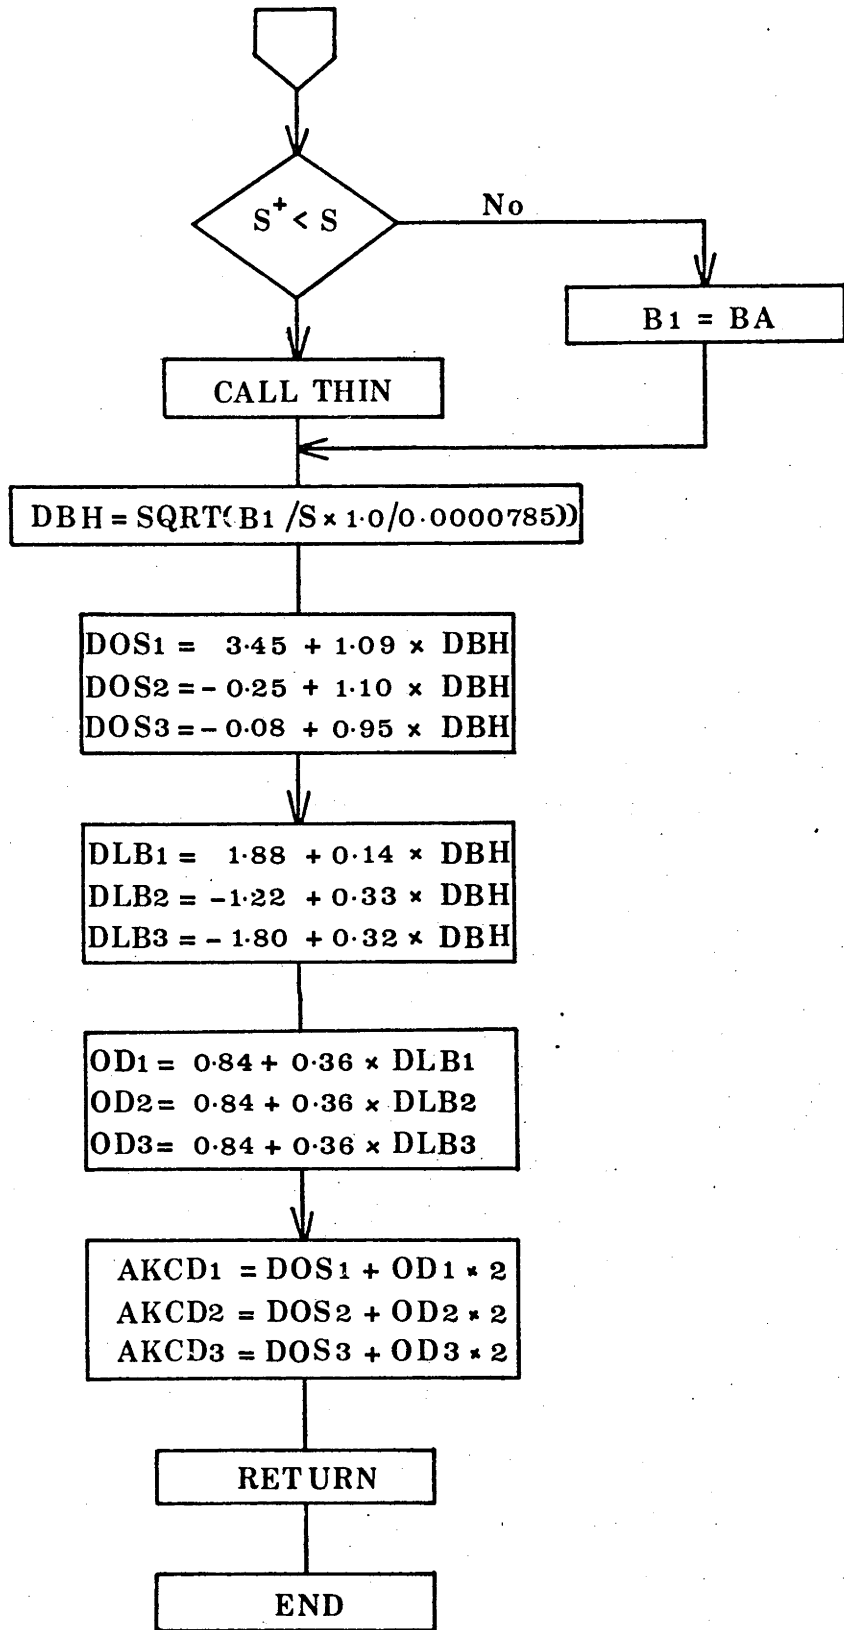 S⁺ < S
No
B1 = BA
CALL THIN
DBH = SQRT(B1/S × 1·0/0·0000785))
DOS1 = 3·45 + 1·09 × DBH
DOS2 = - 0·25 + 1·10 × DBH
DOS3 = - 0·08 + 0·95 × DBH
DLB1 = 1·88 + 0·14 × DBH
DLB2 = -1·22 + 0·33 × DBH
DLB3 = - 1·80 + 0·32 × DBH
OD1 = 0·84 + 0·36 × DLB1
OD2 = 0·84 + 0·36 × DLB2
OD3 = 0·84 + 0·36 × DLB3
AKCD1 = DOS1 + OD1 × 2
AKCD2 = DOS2 + OD2 × 2
AKCD3 = DOS3 + OD3 × 2
RETURN
END